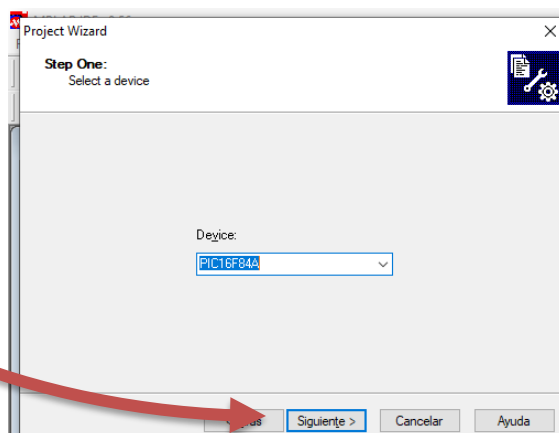 Project Wizard
Step One:
Select a device
Device:
PIC16F84A
Siguiente >
Cancelar
Ayuda